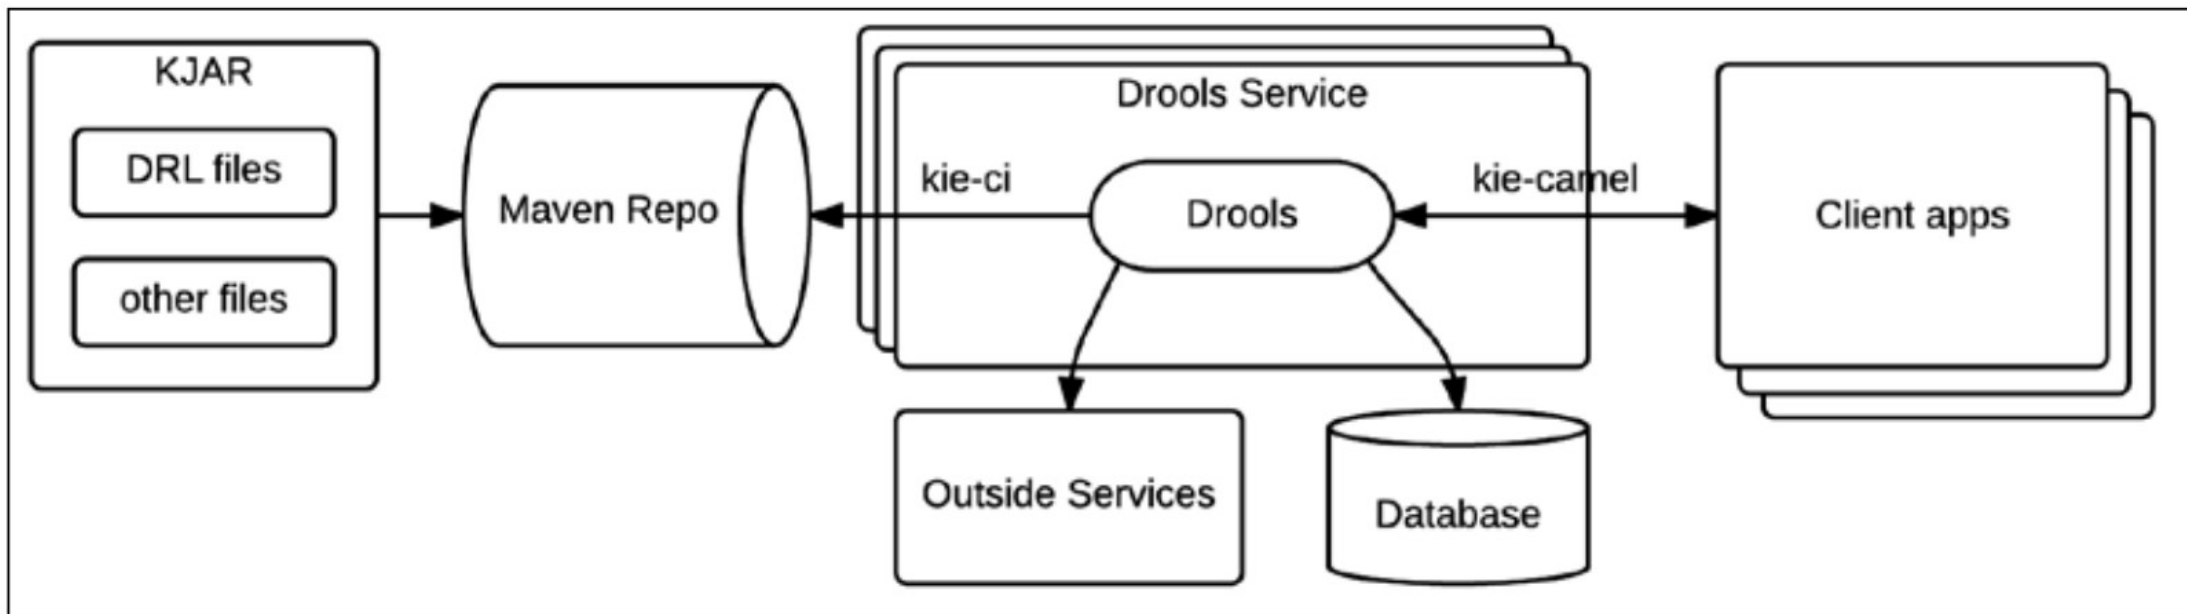 KJAR
DRL files
other files
Maven Repo
Drools Service
kie-ci
Drools
kie-camel
Client apps
Outside Services
Database